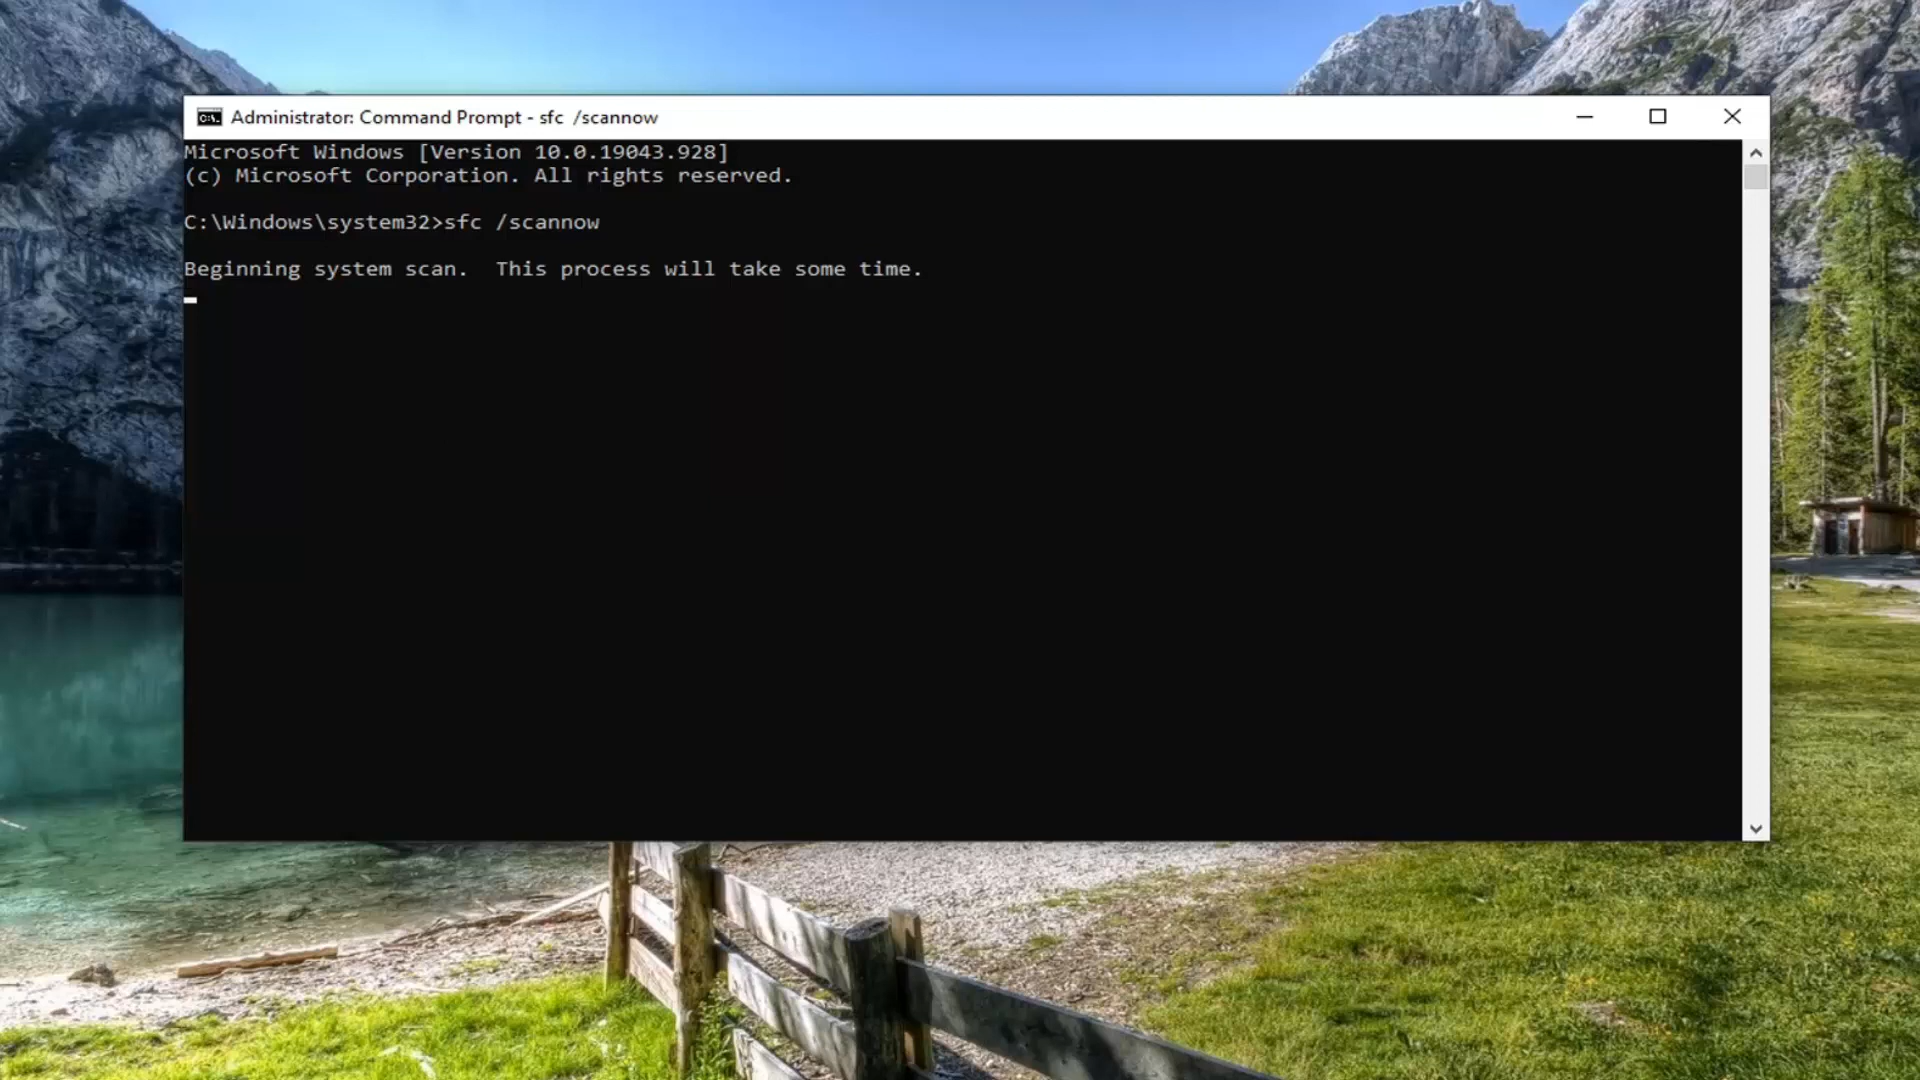 Administrator: Command Prompt - sfc  /scannow
Microsoft Windows [Version 10.0.19043.928]
(c) Microsoft Corporation. All rights reserved.
C:\Windows\system32>sfc /scannow
Beginning system scan.  This process will take some time.